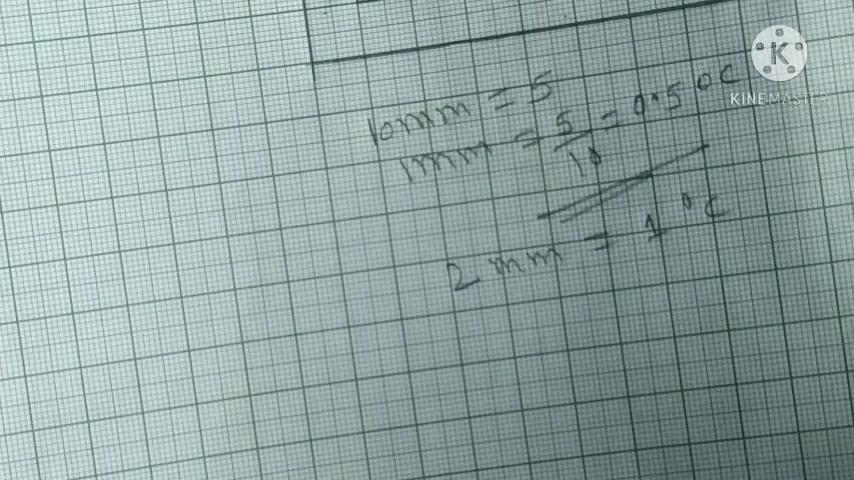 10mm = 5
1mm = 5/10 = 0.5 °C
2 mm = 1 °C
KINEMASTER